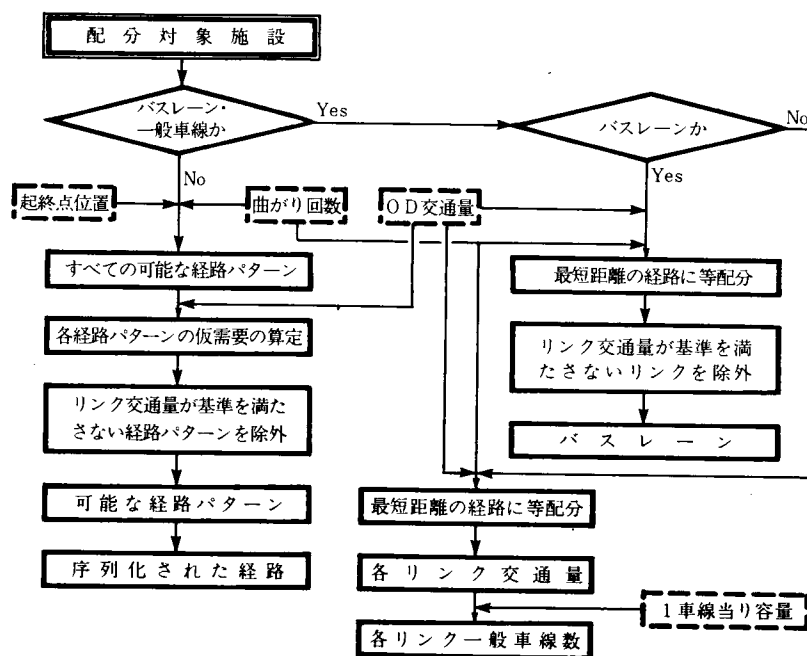 配分対象施設
バスレーン・
一般車線か
Yes
バスレーンか
No
No
Yes
起終点位置
曲がり回数
OD交通量
すべての可能な経路パターン
最短距離の経路に等配分
各経路パターンの仮需要の算定
リンク交通量が基準を満
たさないリンクを除外
リンク交通量が基準を満た
さない経路パターンを除外
バスレーン
可能な経路パターン
最短距離の経路に等配分
序列化された経路
各リンク交通量
1車線当り容量
各リンク一般車線数